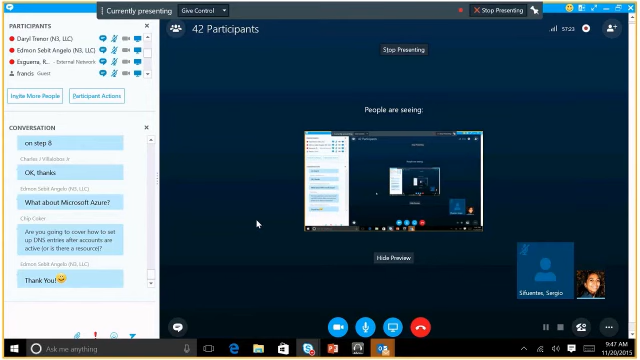 Currently presenting
Give Control
Stop Presenting
PARTICIPANTS
Daryl Trenor (N3, LLC)
Edmon Sebit Angelo (N3, LLC)
Esguerra, R... - External Network
francis Guest
Invite More People
Participant Actions
CONVERSATION
on step 8
Charles / Villalobos Jr
OK, thanks
Edmon Sebit Angelo (N3, LLC)
What about Microsoft Azure?
Chip Coker
Are you going to cover how to set
up DNS entries after accounts are
active (or is there a resource)?
Edmon Sebit Angelo (N3, LLC)
Thank You!
42 Participants
57:23
Stop Presenting
People are seeing:
Hide Preview
Sifuentes, Sergio
Ask me anything
9:47 AM
11/20/2015